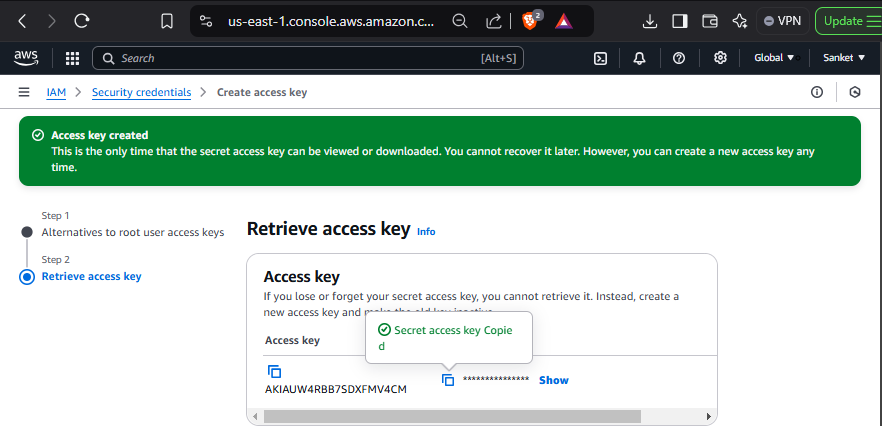 us-east-1.console.aws.amazon.c...
2
VPN
Update
aws
Search
[Alt+S]
Global
Sanket
IAM > Security credentials > Create access key
Access key created
This is the only time that the secret access key can be viewed or downloaded. You cannot recover it later. However, you can create a new access key any
time.
Step 1
Alternatives to root user access keys
Step 2
Retrieve access key
Retrieve access key Info
Access key
If you lose or forget your secret access key, you cannot retrieve it. Instead, create a
new access key and make the old key inactive.
Secret access key Copie
d
Access key
AKIAUW4RBB7SDXFMV4CM
*************** Show